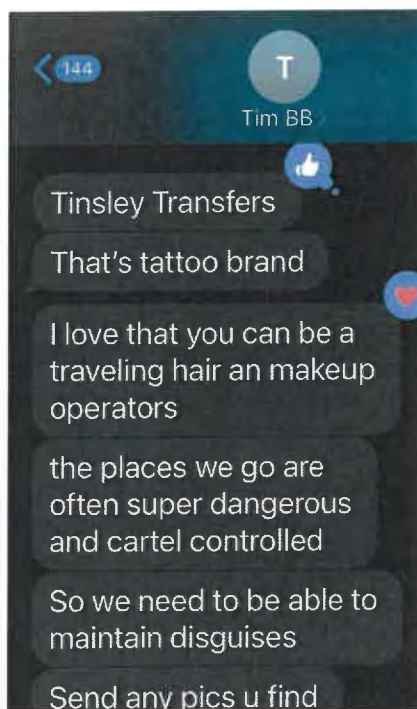 144
T
Tim BB
Tinsley Transfers
That's tattoo brand
I love that you can be a
traveling hair an makeup
operators
the places we go are
often super dangerous
and cartel controlled
So we need to be able to
maintain disguises
Send any pics u find